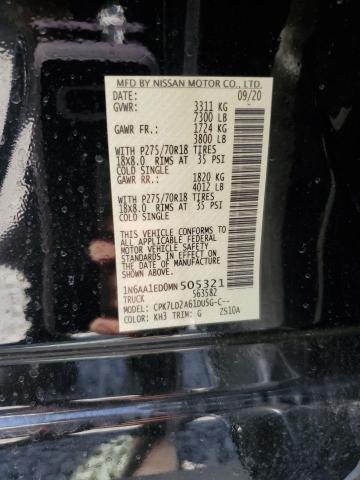 MFD BY NISSAN MOTOR CO., LTD.
DATE: 09/20
GVWR: 3311 KG
7300 LB
GAWR FR.: 1724 KG
3800 LB
WITH P275/70R18 TIRES
18X8.0 RIMS AT 35 PSI
COLD SINGLE
GAWR RR.: 1820 KG
4012 LB
WITH P275/70R18 TIRES
18X8.0 RIMS AT 35 PSI
COLD SINGLE
THIS VEHICLE CONFORMS TO
ALL APPLICABLE FEDERAL
MOTOR VEHICLE SAFETY
STANDARDS IN EFFECT ON
THE DATE OF MANUFACTURE
SHOWN ABOVE.
1N6AA1ED0MN505321
TRUCK 563582
MODEL: CPK7LD2A61DU5G-C--
COLOR: KH3 TRIM: G ZS10A